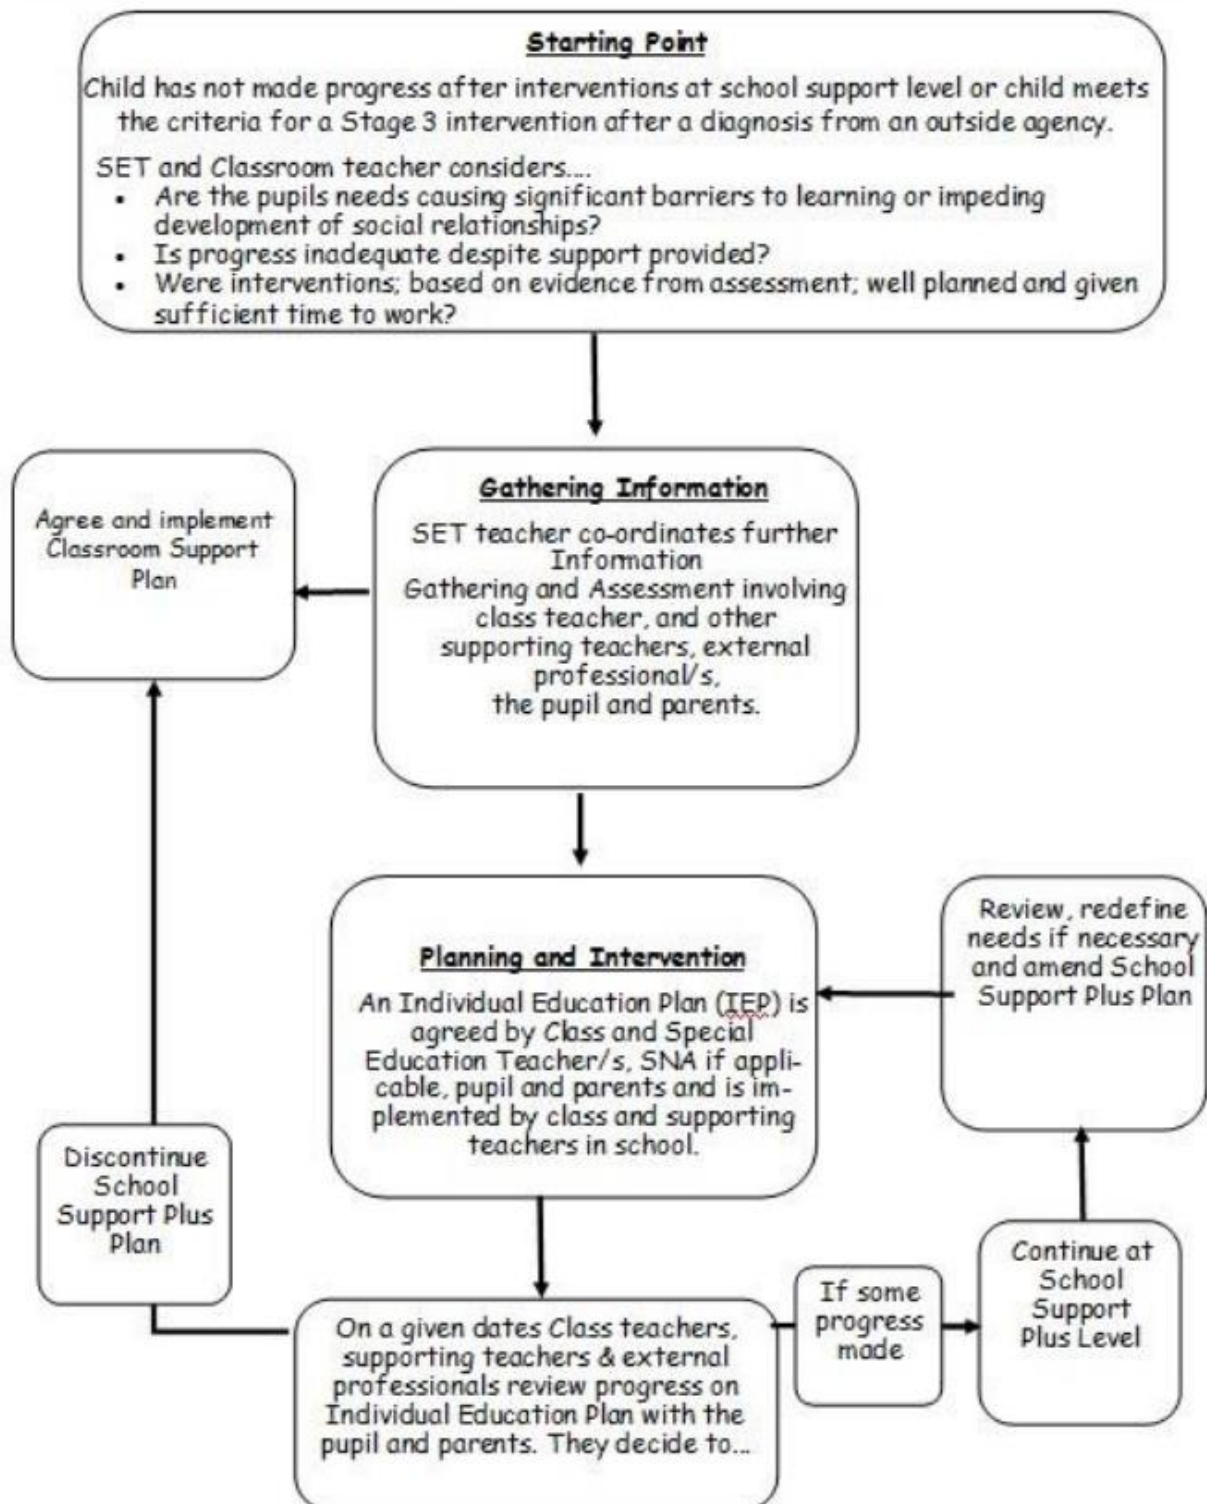 Starting Point
Child has not made progress after interventions at school support level or child meets
the criteria for a Stage 3 intervention after a diagnosis from an outside agency.
SET and Classroom teacher considers....
• Are the pupils needs causing significant barriers to learning or impeding
development of social relationships?
• Is progress inadequate despite support provided?
• Were interventions; based on evidence from assessment; well planned and given
sufficient time to work?
Agree and implement
Classroom Support
Plan
Gathering Information
SET teacher co-ordinates further
Information
Gathering and Assessment involving
class teacher, and other
supporting teachers, external
professional/s,
the pupil and parents.
Planning and Intervention
An Individual Education Plan (IEP) is
agreed by Class and Special
Education Teacher/s, SNA if appli-
cable, pupil and parents and is im-
plemented by class and supporting
teachers in school.
Review, redefine
needs if necessary
and amend School
Support Plus Plan
Discontinue
School
Support Plus
Plan
On a given dates Class teachers,
supporting teachers & external
professionals review progress on
Individual Education Plan with the
pupil and parents. They decide to...
If some
progress
made
Continue at
School
Support
Plus Level